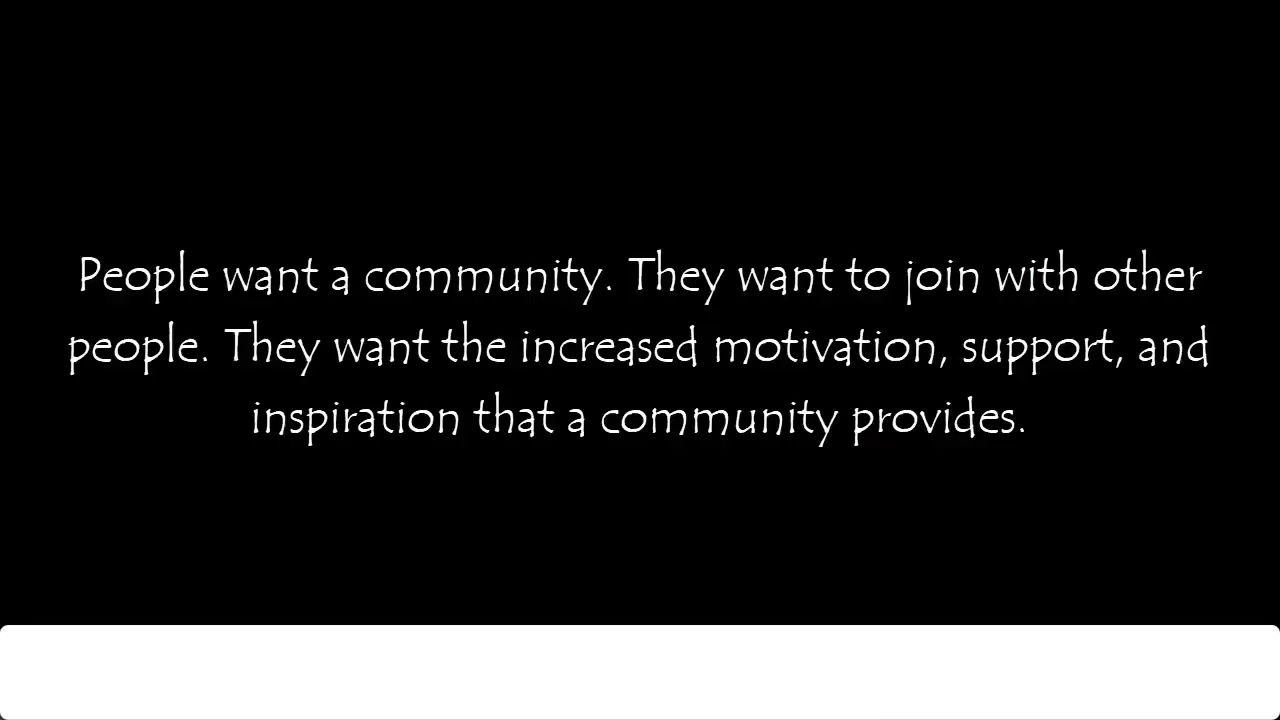 People want a community. They want to join with other
people. They want the increased motivation, support, and
inspiration that a community provides.